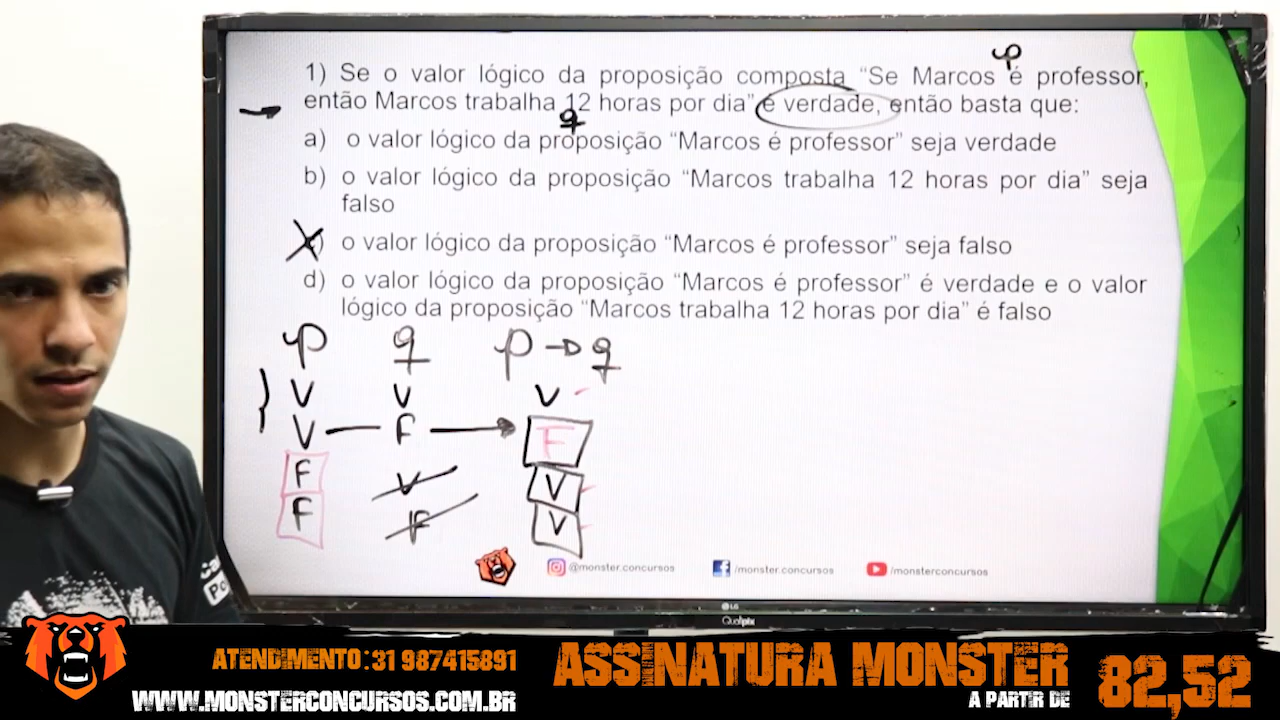 φ
1) Se o valor lógico da proposição composta “Se Marcos é professor,
então Marcos trabalha 12 horas por dia” é verdade, então basta que:
q
a) o valor lógico da proposição “Marcos é professor” seja verdade
b) o valor lógico da proposição “Marcos trabalha 12 horas por dia” seja
falso
c) o valor lógico da proposição “Marcos é professor” seja falso
d) o valor lógico da proposição “Marcos é professor” é verdade e o valor
lógico da proposição “Marcos trabalha 12 horas por dia” é falso
p q p → q
V V V
V F F
F V V
F F V
@monster.concursos /monster.concursos /monsterconcursos
LG
Qualipix
Ca
Po
ATENDIMENTO: 31 987415891
WWW.MONSTERCONCURSOS.COM.BR
ASSINATURA MONSTER
A PARTIR DE 82,52